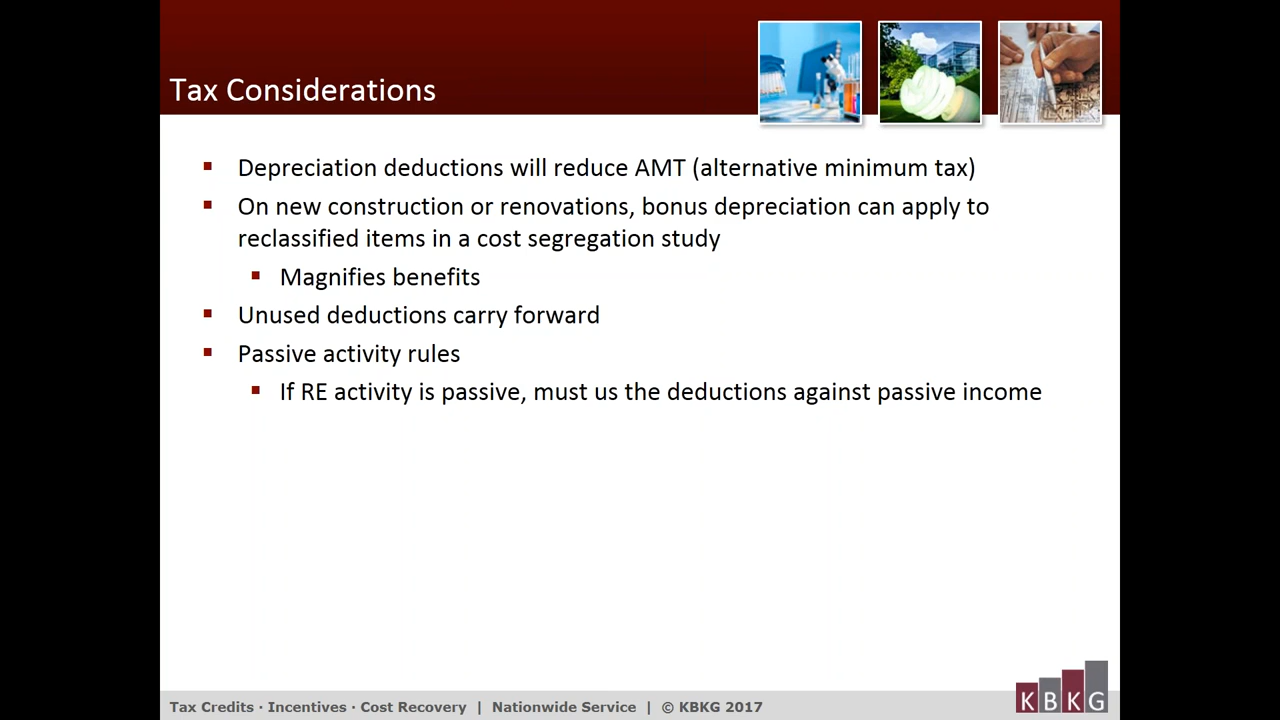 Tax Considerations
Depreciation deductions will reduce AMT (alternative minimum tax)
On new construction or renovations, bonus depreciation can apply to
reclassified items in a cost segregation study
Magnifies benefits
Unused deductions carry forward
Passive activity rules
If RE activity is passive, must us the deductions against passive income
Tax Credits · Incentives · Cost Recovery | Nationwide Service | © KBKG 2017
KBKG